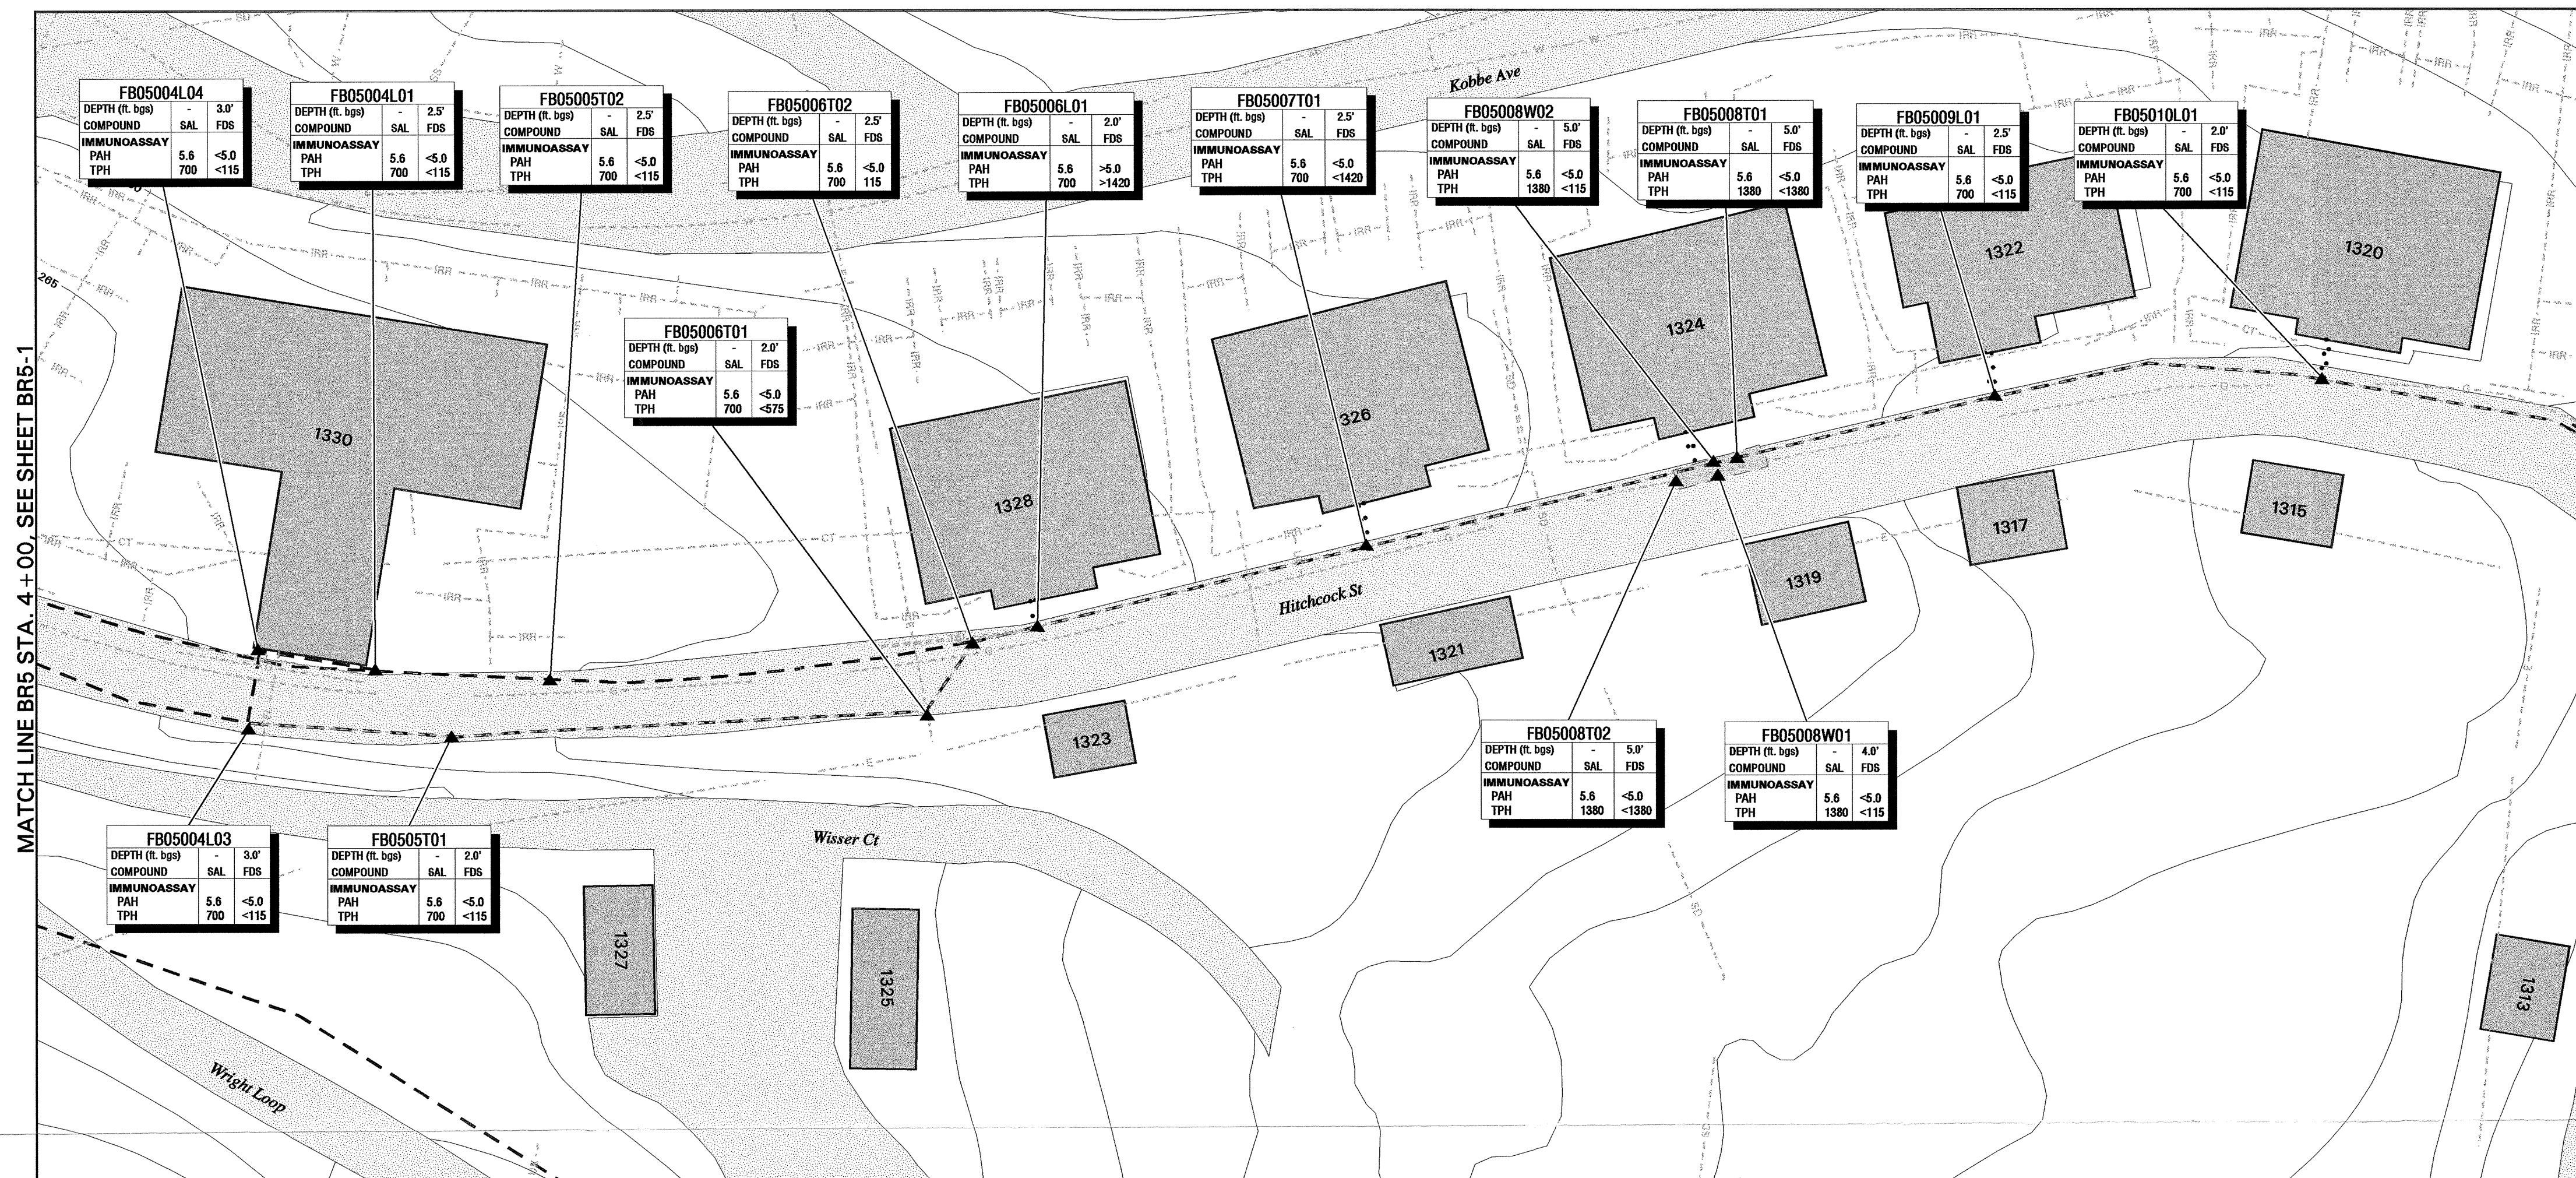 MATCH LINE BR5 STA. 4+00, SEE SHEET BR5-1
FB05004L04
DEPTH (ft. bgs) - 3.0'
COMPOUND SAL FDS
IMMUNOASSAY
PAH 5.6 <5.0
TPH 700 <115
FB05004L01
DEPTH (ft. bgs) - 2.5'
COMPOUND SAL FDS
IMMUNOASSAY
PAH 5.6 <5.0
TPH 700 <115
FB05005T02
DEPTH (ft. bgs) - 2.5'
COMPOUND SAL FDS
IMMUNOASSAY
PAH 5.6 <5.0
TPH 700 <115
FB05006T02
DEPTH (ft. bgs) - 2.5'
COMPOUND SAL FDS
IMMUNOASSAY
PAH 5.6 <5.0
TPH 700 115
FB05006L01
DEPTH (ft. bgs) - 2.0'
COMPOUND SAL FDS
IMMUNOASSAY
PAH 5.6 >5.0
TPH 700 >1420
FB05007T01
DEPTH (ft. bgs) - 2.5'
COMPOUND SAL FDS
IMMUNOASSAY
PAH 5.6 <5.0
TPH 700 <1420
FB05008W02
DEPTH (ft. bgs) - 5.0'
COMPOUND SAL FDS
IMMUNOASSAY
PAH 5.6 <5.0
TPH 1380 <115
FB05008T01
DEPTH (ft. bgs) - 5.0'
COMPOUND SAL FDS
IMMUNOASSAY
PAH 5.6 <5.0
TPH 1380 <1380
FB05009L01
DEPTH (ft. bgs) - 2.5'
COMPOUND SAL FDS
IMMUNOASSAY
PAH 5.6 <5.0
TPH 700 <115
FB05010L01
DEPTH (ft. bgs) - 2.0'
COMPOUND SAL FDS
IMMUNOASSAY
PAH 5.6 <5.0
TPH 700 <115
Kobbe Ave
265
FB05006T01
DEPTH (ft. bgs) - 2.0'
COMPOUND SAL FDS
IMMUNOASSAY
PAH 5.6 <5.0
TPH 700 <575
1330
1328
326
1324
1322
1320
Hitchcock St
1323
1321
1319
1317
1315
FB05008T02
DEPTH (ft. bgs) - 5.0'
COMPOUND SAL FDS
IMMUNOASSAY
PAH 5.6 <5.0
TPH 1380 <1380
FB05008W01
DEPTH (ft. bgs) - 4.0'
COMPOUND SAL FDS
IMMUNOASSAY
PAH 5.6 <5.0
TPH 1380 <115
FB05004L03
DEPTH (ft. bgs) - 3.0'
COMPOUND SAL FDS
IMMUNOASSAY
PAH 5.6 <5.0
TPH 700 <115
FB0505T01
DEPTH (ft. bgs) - 2.0'
COMPOUND SAL FDS
IMMUNOASSAY
PAH 5.6 <5.0
TPH 700 <115
Wisser Ct
1327
1325
1313
Wright Loop